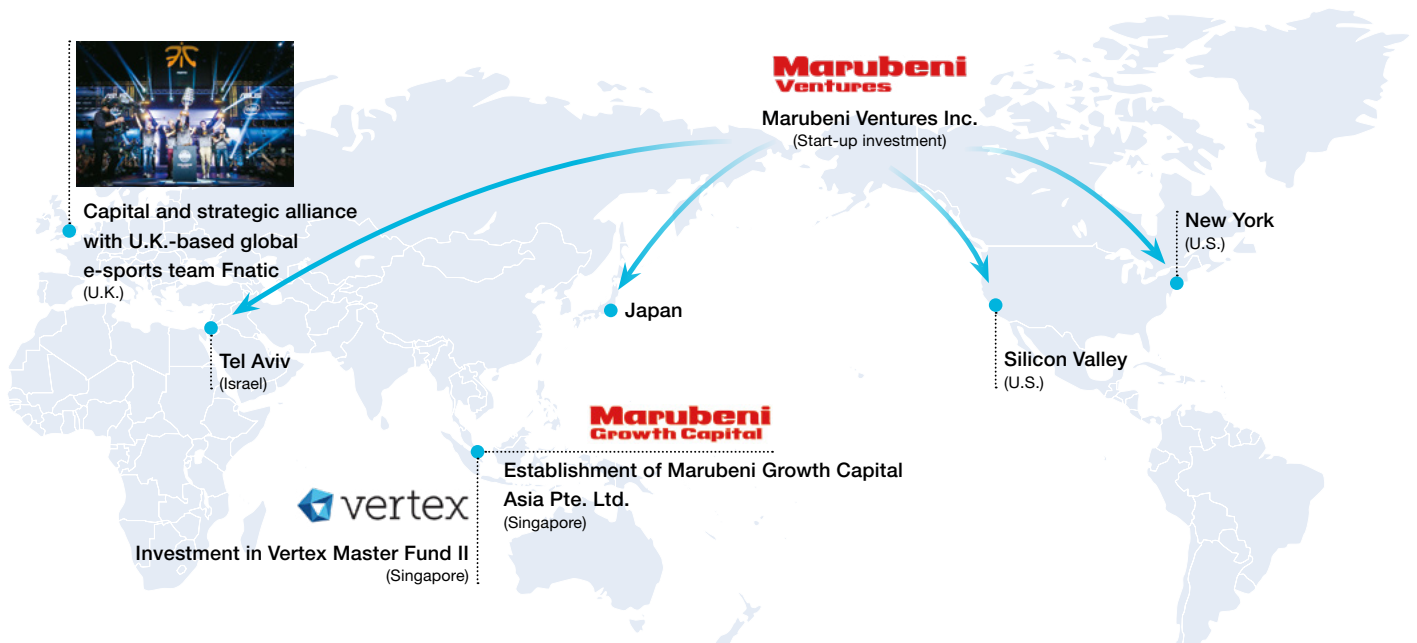 Marubeni
Ventures
Marubeni Ventures Inc.
(Start-up investment)
Capital and strategic alliance
with U.K.-based global
e-sports team Fnatic
(U.K.)
New York
(U.S.)
Japan
Tel Aviv
(Israel)
Silicon Valley
(U.S.)
Marubeni
Growth Capital
Establishment of Marubeni Growth Capital
Asia Pte. Ltd.
(Singapore)
vertex
Investment in Vertex Master Fund II
(Singapore)